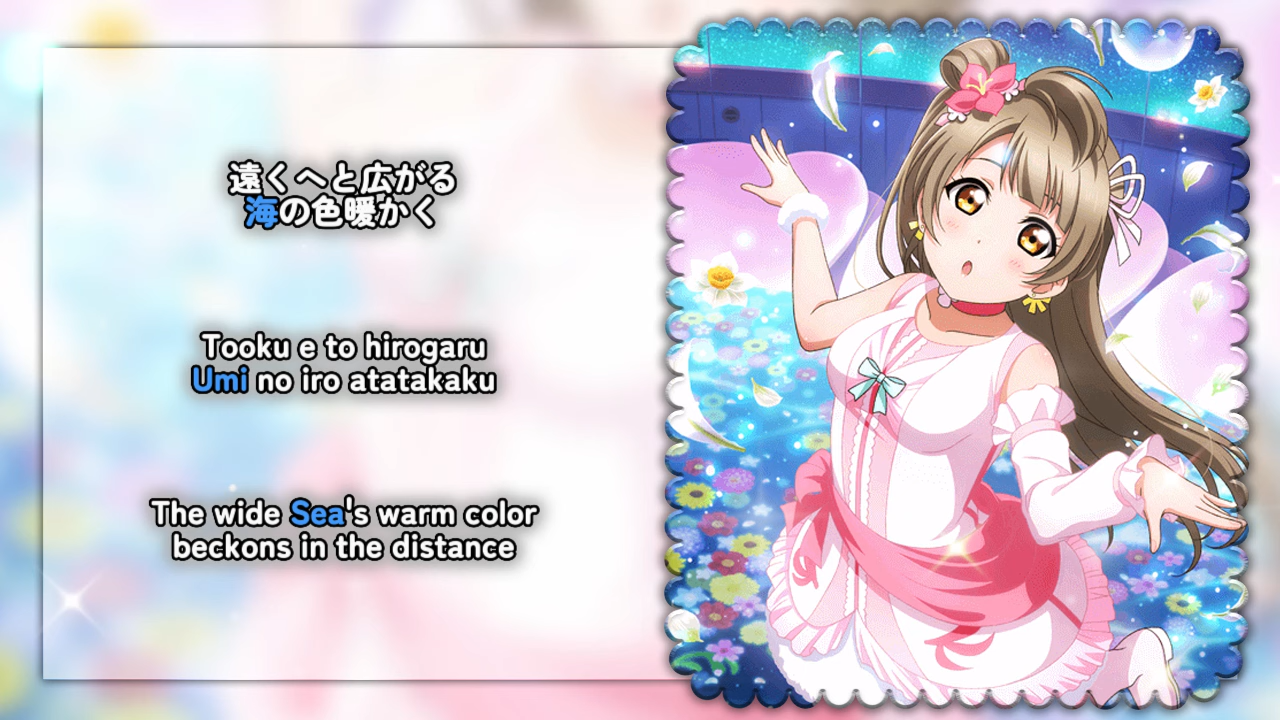 遠くへと広がる
海の色暖かく
Tooku e to hirogaru
Umi no iro atatakaku
The wide Sea's warm color
beckons in the distance